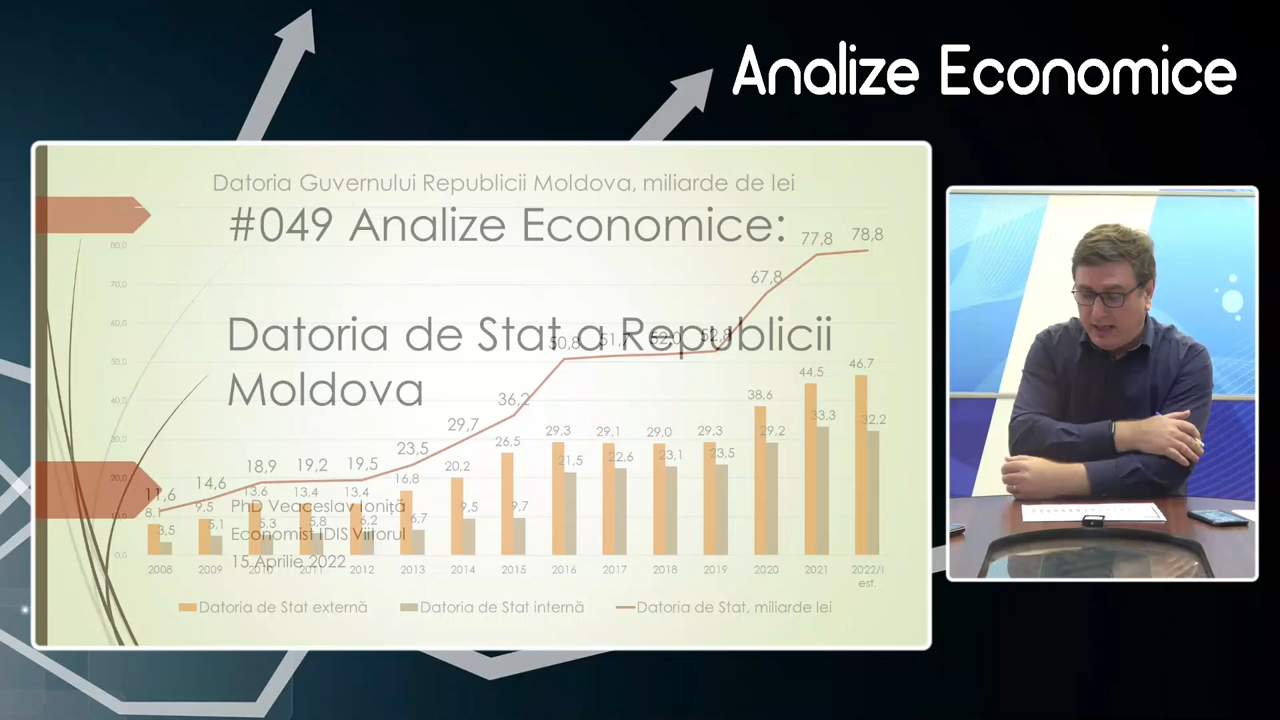 Analize Economice
Datoria Guvernului Republicii Moldova, miliarde de lei
#049 Analize Economice:
Datoria de Stat a Republicii
Moldova
PhD Veaceslav Ioniță
Economist IDIS Viitorul
15 Aprilie 2022
80,0
70,0
60,0
50,0
40,0
30,0
20,0
10,0
0,0
11,6 14,6 18,9 19,2 19,5 23,5 29,7 36,2 50,8 51,7 52,0 52,8 67,8 77,8 78,8
8,1 9,5 13,6 13,4 13,4 16,8 20,2 26,5 29,3 29,1 29,0 29,3 38,6 44,5 46,7
3,5 5,1 5,3 5,8 6,2 6,7 9,5 9,7 21,5 22,6 23,1 23,5 29,2 33,3 32,2
2008 2009 2010 2011 2012 2013 2014 2015 2016 2017 2018 2019 2020 2021 2022/I
est.
Datoria de Stat externă Datoria de Stat internă Datoria de Stat, miliarde lei